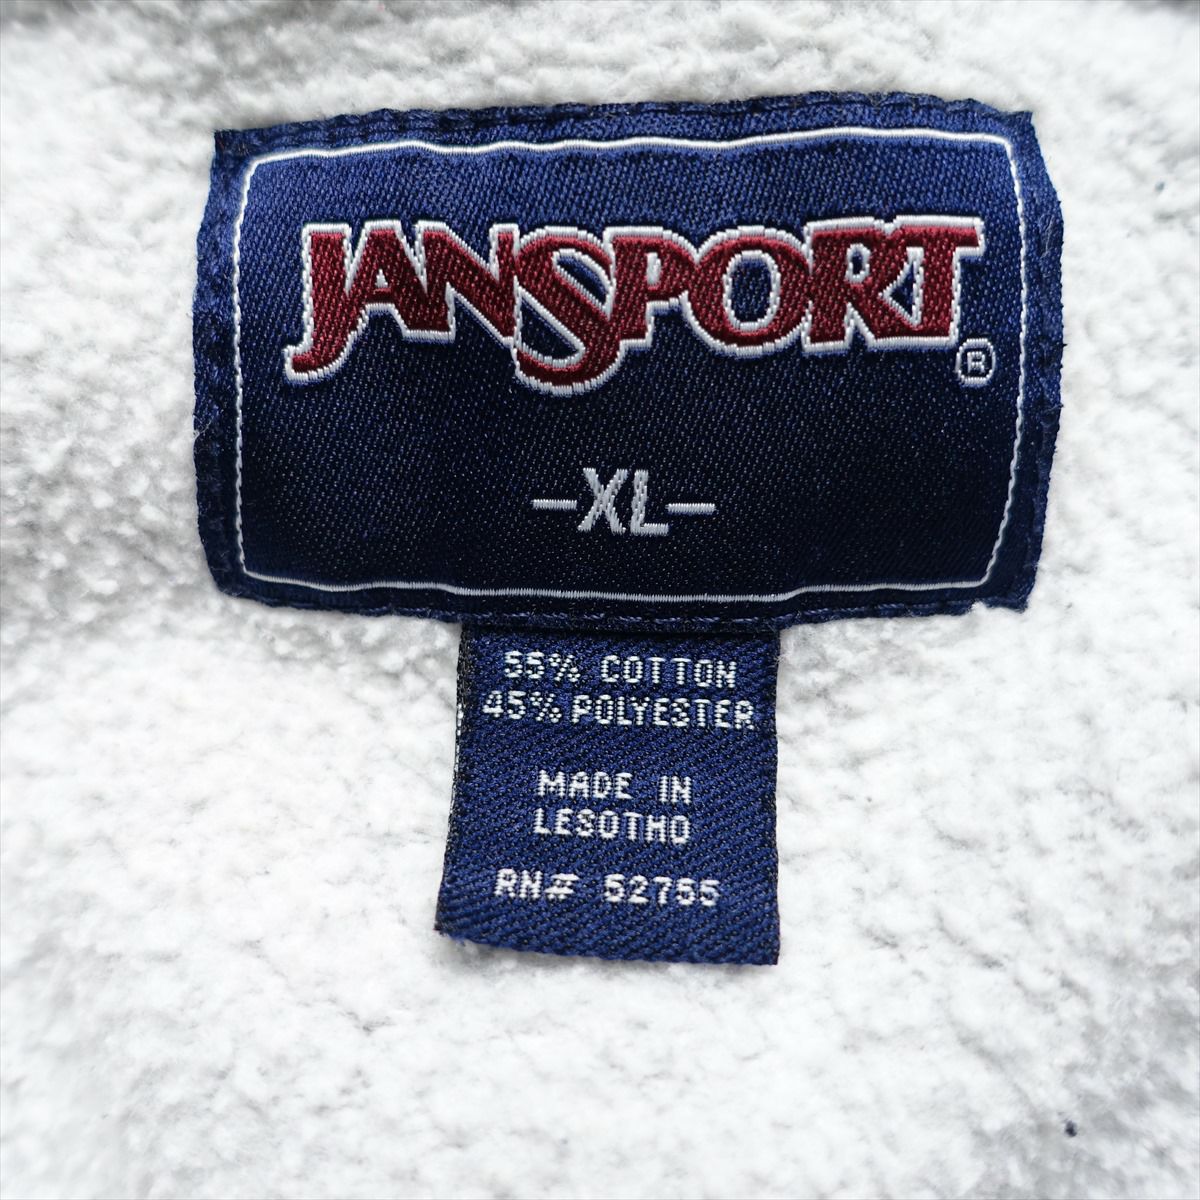 JANSPORT
®
-XL-
55% COTTON
45% POLYESTER
MADE IN
LESOTHO
RN# 52755